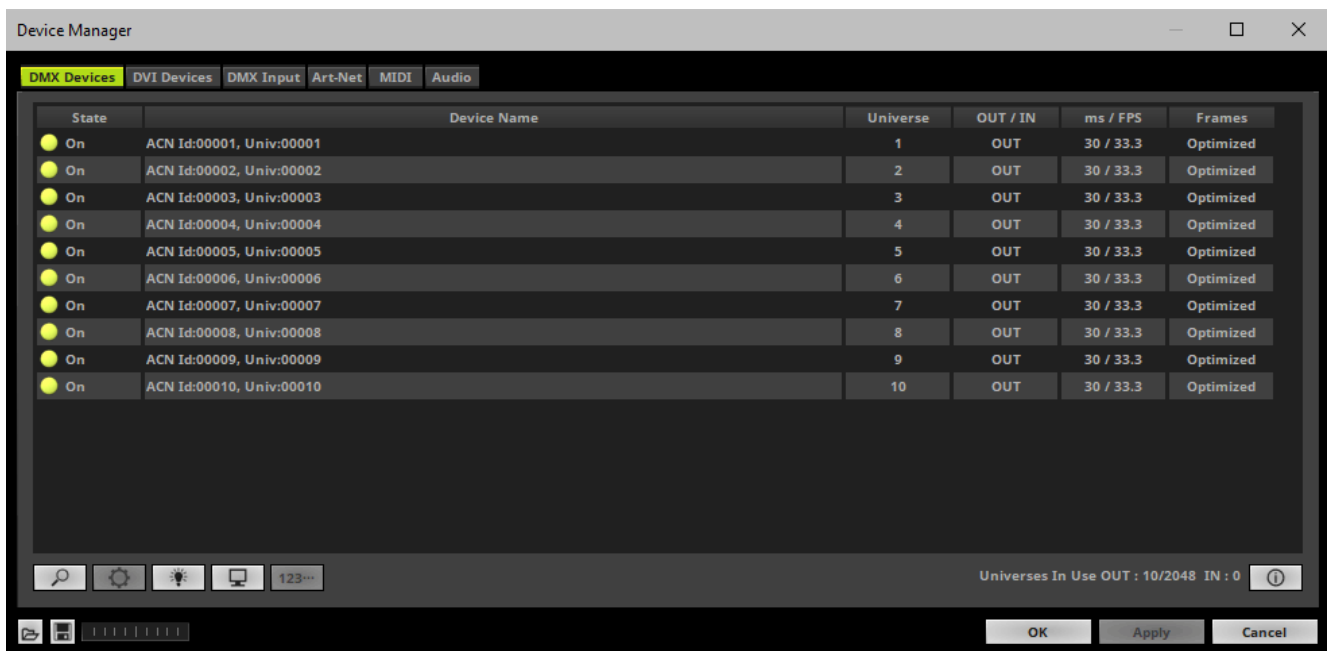 Device Manager
DMX Devices DVI Devices DMX Input Art-Net MIDI Audio
State Device Name Universe OUT / IN ms / FPS Frames
On ACN Id:00001, Univ:00001 1 OUT 30 / 33.3 Optimized
On ACN Id:00002, Univ:00002 2 OUT 30 / 33.3 Optimized
On ACN Id:00003, Univ:00003 3 OUT 30 / 33.3 Optimized
On ACN Id:00004, Univ:00004 4 OUT 30 / 33.3 Optimized
On ACN Id:00005, Univ:00005 5 OUT 30 / 33.3 Optimized
On ACN Id:00006, Univ:00006 6 OUT 30 / 33.3 Optimized
On ACN Id:00007, Univ:00007 7 OUT 30 / 33.3 Optimized
On ACN Id:00008, Univ:00008 8 OUT 30 / 33.3 Optimized
On ACN Id:00009, Univ:00009 9 OUT 30 / 33.3 Optimized
On ACN Id:00010, Univ:00010 10 OUT 30 / 33.3 Optimized
123... Universes In Use OUT : 10/2048 IN : 0
OK Apply Cancel